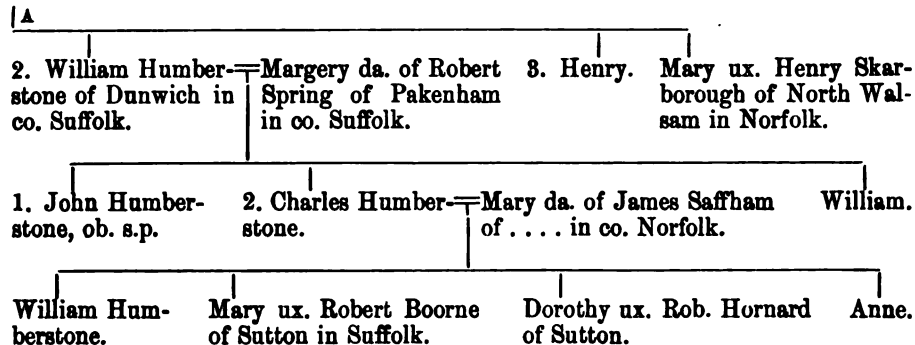 A
2. William Humber- Margery da. of Robert 3. Henry. Mary ux. Henry Skar-
stone of Dunwich in Spring of Pakenham borough of North Wal-
co. Suffolk. in co. Suffolk. sam in Norfolk.
1. John Humber- 2. Charles Humber- Mary da. of James Saffham William.
stone, ob. s.p. stone. of . . . . in co. Norfolk.
William Hum- Mary ux. Robert Boorne Dorothy ux. Rob. Hornard Anne.
berstone. of Sutton in Suffolk. of Sutton.